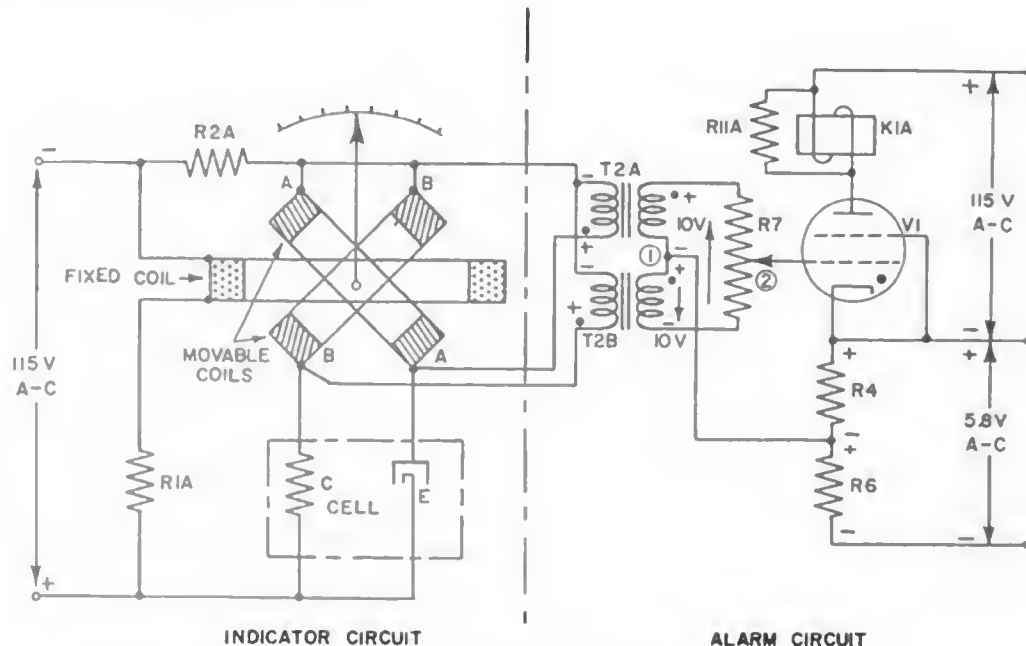 R2A
A
B
FIXED COIL
MOVABLE
COILS
B
A
115 V
A-C
R1A
C
CELL
E
T2A
10V
R7
1
2
T2B
10V
R11A
K1A
V1
115 V
A-C
R4
5.8V
A-C
R6
+
-
INDICATOR CIRCUIT
ALARM CIRCUIT